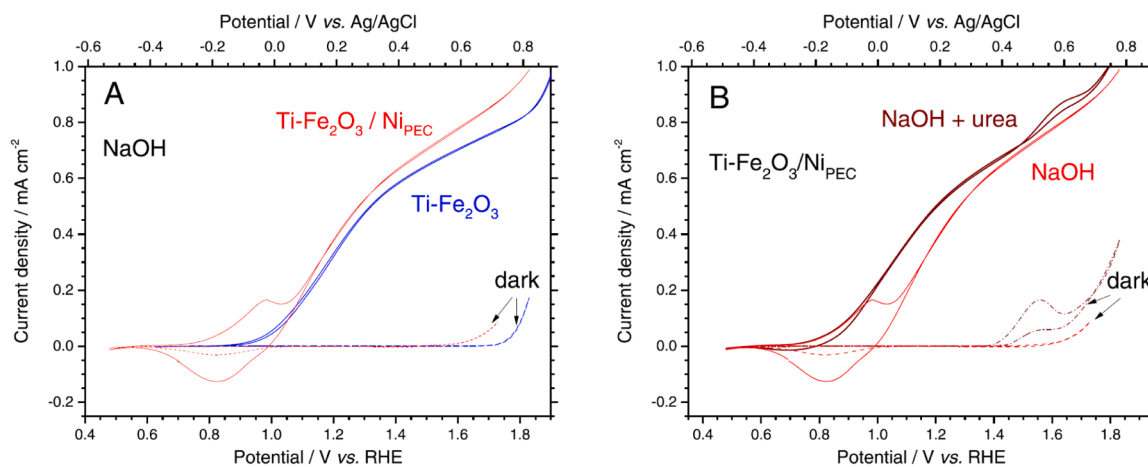 Potential / V vs. Ag/AgCl
-0.6 -0.4 -0.2 0.0 0.2 0.4 0.6 0.8
1.0
0.8
0.6
0.4
0.2
0.0
-0.2
Current density / mA cm-2
A
NaOH
Ti-Fe2O3 / NiPEC
Ti-Fe2O3
dark
0.4 0.6 0.8 1.0 1.2 1.4 1.6 1.8
Potential / V vs. RHE
Potential / V vs. Ag/AgCl
-0.6 -0.4 -0.2 0.0 0.2 0.4 0.6 0.8
1.0
0.8
0.6
0.4
0.2
0.0
-0.2
Current density / mA cm-2
B
NaOH + urea
Ti-Fe2O3/NiPEC
NaOH
dark
0.4 0.6 0.8 1.0 1.2 1.4 1.6 1.8
Potential / V vs. RHE